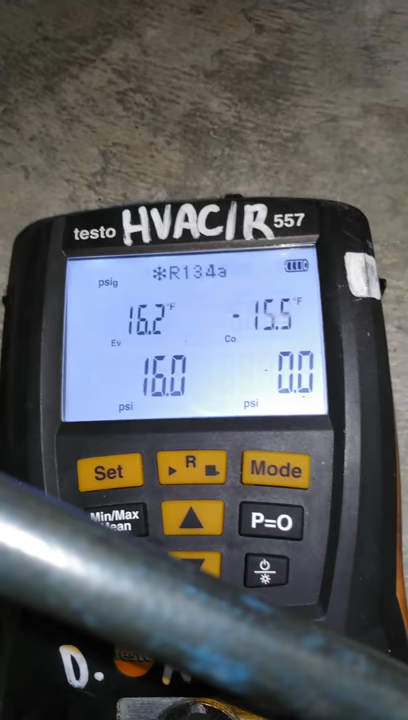 testo HVAC/R 557
psig ❄R134a
16.2 °F -15.5 °F
Ev Co
16.0 0.0
psi psi
Set ▶ R ■ Mode
Min/Max
Mean ▲ P=O
D. testo